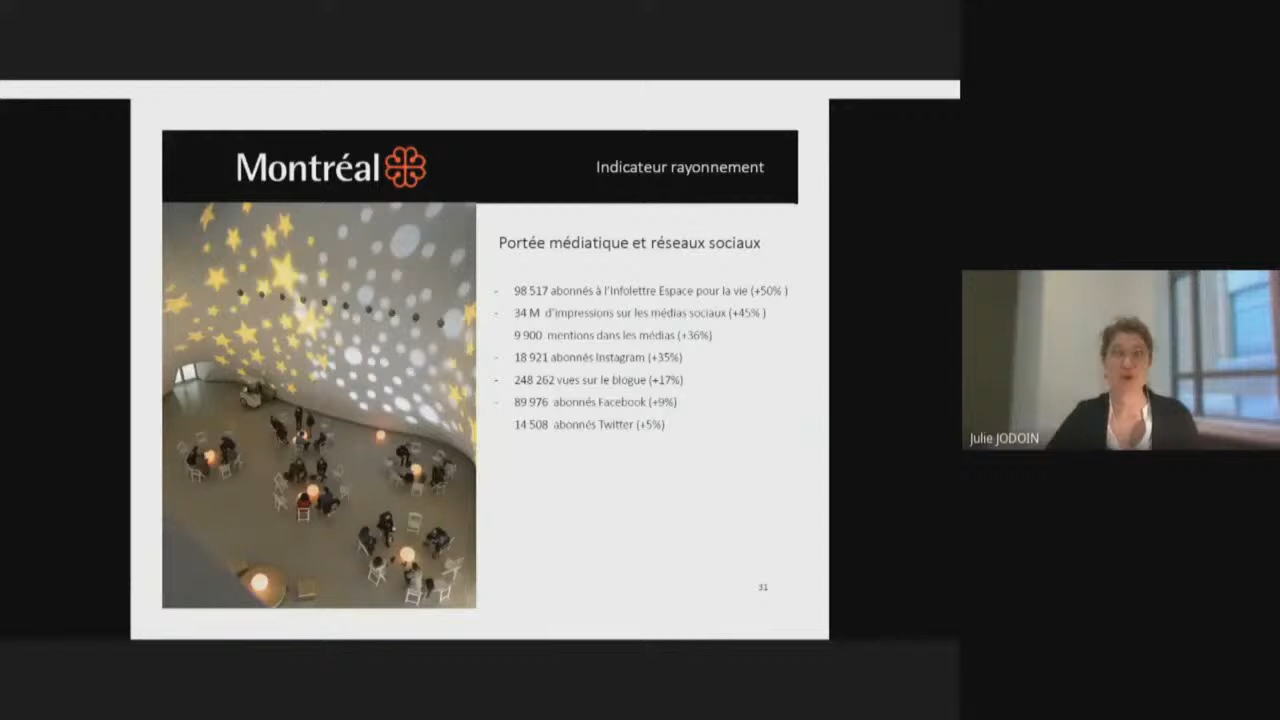 Montréal
Indicateur rayonnement
Portée médiatique et réseaux sociaux
- 98 517 abonnés à l'Infolettre Espace pour la vie (+50% )
- 34 M d'impressions sur les médias sociaux (+45% )
9 900 mentions dans les médias (+36%)
- 18 921 abonnés Instagram (+35%)
- 248 262 vues sur le blogue (+17%)
- 89 976 abonnés Facebook (+9%)
14 508 abonnés Twitter (+5%)
31
Julie JODOIN